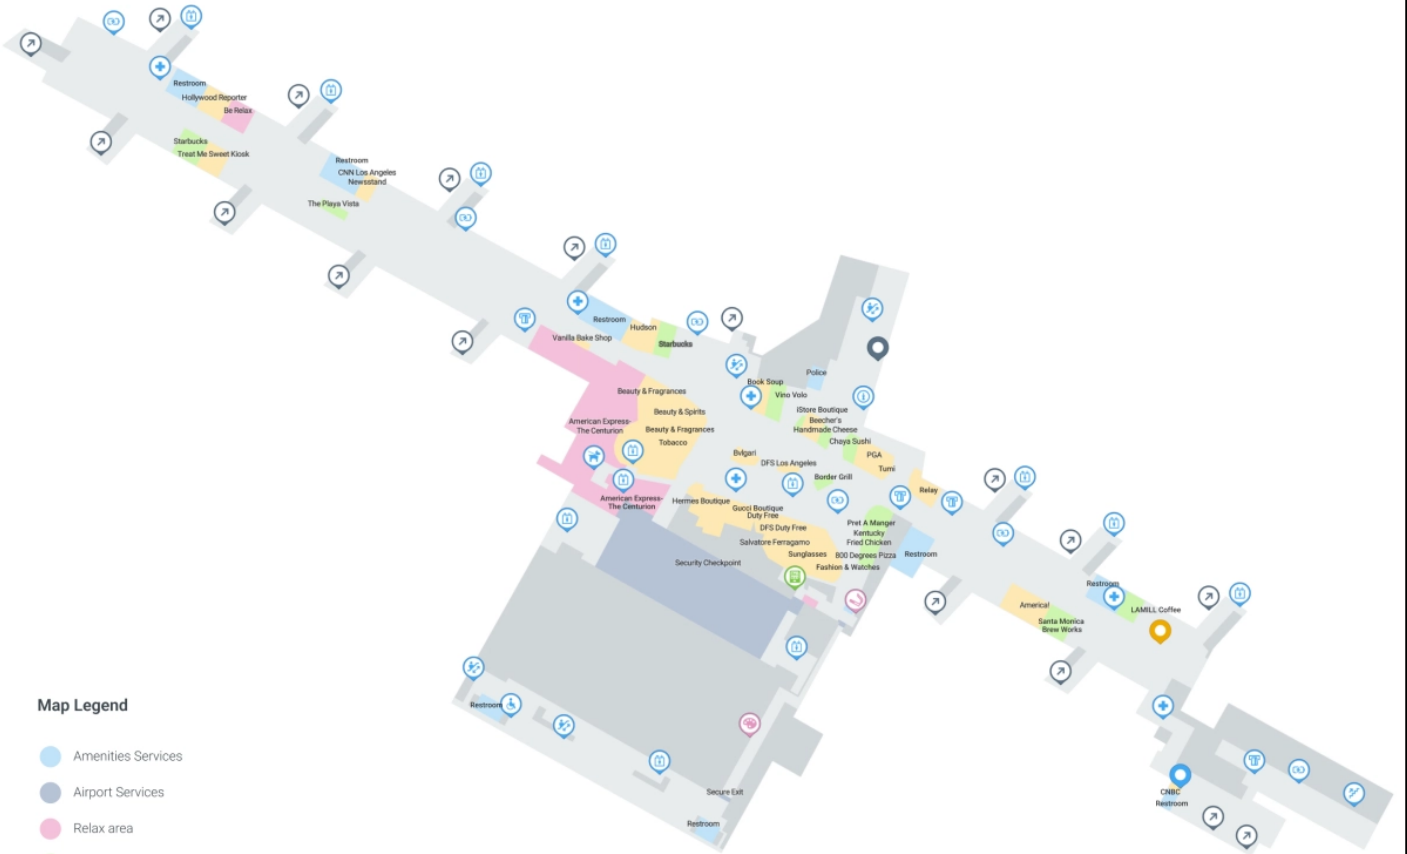 Restroom
Hollywood Reporter
Be Relax
Starbucks
Treat Me Sweet Kiosk
Restroom
CNN Los Angeles
Newsstand
The Playa Vista
Restroom
Hudson
Vanilla Bake Shop
Starbucks
Police
Book Soup
Vino Volo
Beauty & Fragrances
iStore Boutique
Beauty & Spirits
Beecher's
Handmade Cheese
American Express-
The Centurion
Beauty & Fragrances
Tobacco
Chaya Sushi
PGA
Bvlgari
DFS Los Angeles
Tumi
Border Grill
Relay
American Express-
The Centurion
Hermes Boutique
Gucci Boutique
Duty Free
DFS Duty Free
Pret A Manger
Kentucky
Fried Chicken
Salvatore Ferragamo
Sunglasses
800 Degrees Pizza
Restroom
Security Checkpoint
Fashion & Watches
Restroom
LAMILL Coffee
America!
Santa Monica
Brew Works
Restroom
Secure Exit
CNBC
Restroom
Restroom
Map Legend
Amenities Services
Airport Services
Relax area